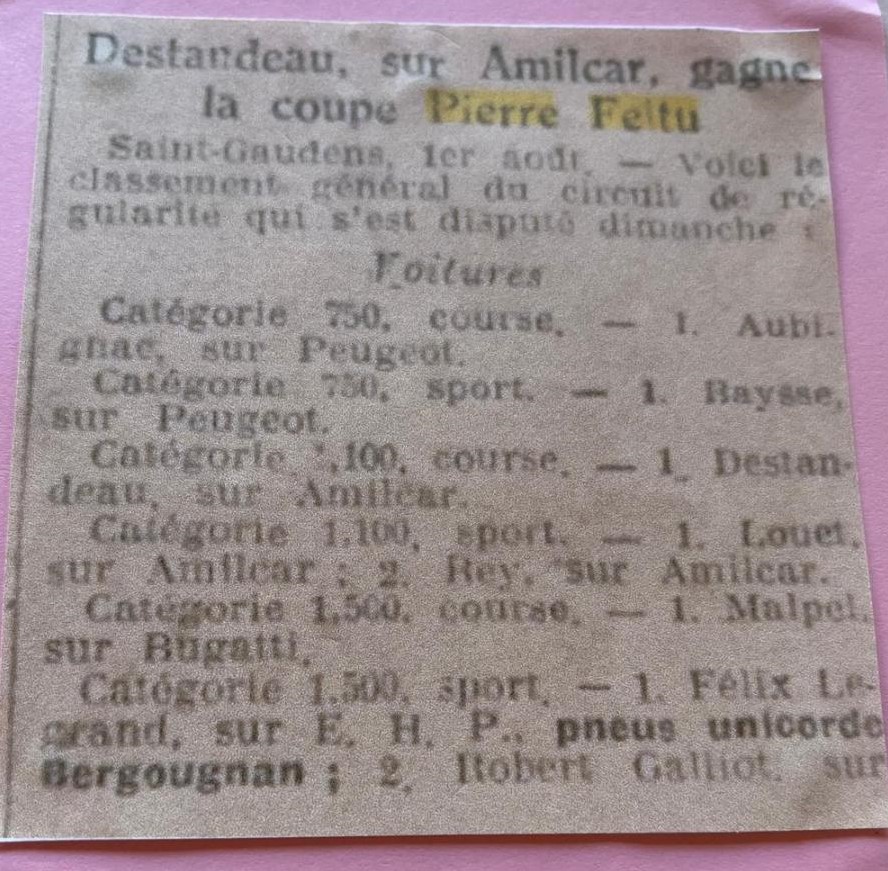 Destandeau, sur Amilcar, gagne
la coupe Pierre Feltu
Saint-Gaudens, 1er août. — Voici le
classement général du circuit de ré-
gularité qui s'est disputé dimanche :
Voitures
Catégorie 750, course. — 1. Aubi-
gnac, sur Peugeot.
Catégorie 750, sport. — 1. Baysse,
sur Peugeot.
Catégorie 1,100, course. — 1. Destan-
deau, sur Amilcar.
Catégorie 1.100, sport. — 1. Louet,
sur Amilcar ; 2. Rey, sur Amilcar.
Catégorie 1.500, course. — 1. Malpel,
sur Bugatti.
Catégorie 1.500, sport. — 1. Félix Le-
grand, sur E. H. P., pneus unicorde
Bergougnan ; 2. Robert Galliot, sur